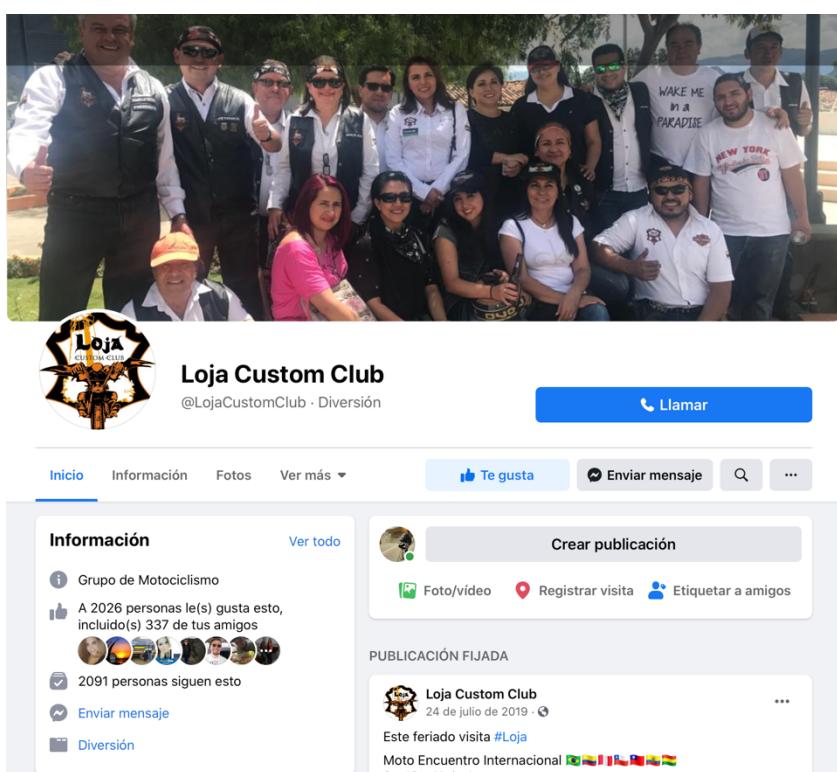 WAKE ME
in a
PARADISE
NEW YORK
Loja
CUSTOM CLUB
Loja Custom Club
@LojaCustomClub · Diversión
Llamar
Inicio Información Fotos Ver más
Te gusta Enviar mensaje
Información Ver todo
Grupo de Motociclismo
A 2026 personas le(s) gusta esto,
incluido(s) 337 de tus amigos
2091 personas siguen esto
Enviar mensaje
Diversión
Crear publicación
Foto/vídeo Registrar visita Etiquetar a amigos
PUBLICACIÓN FIJADA
Loja Custom Club
24 de julio de 2019 ·
Este feriado visita #Loja
Moto Encuentro Internacional